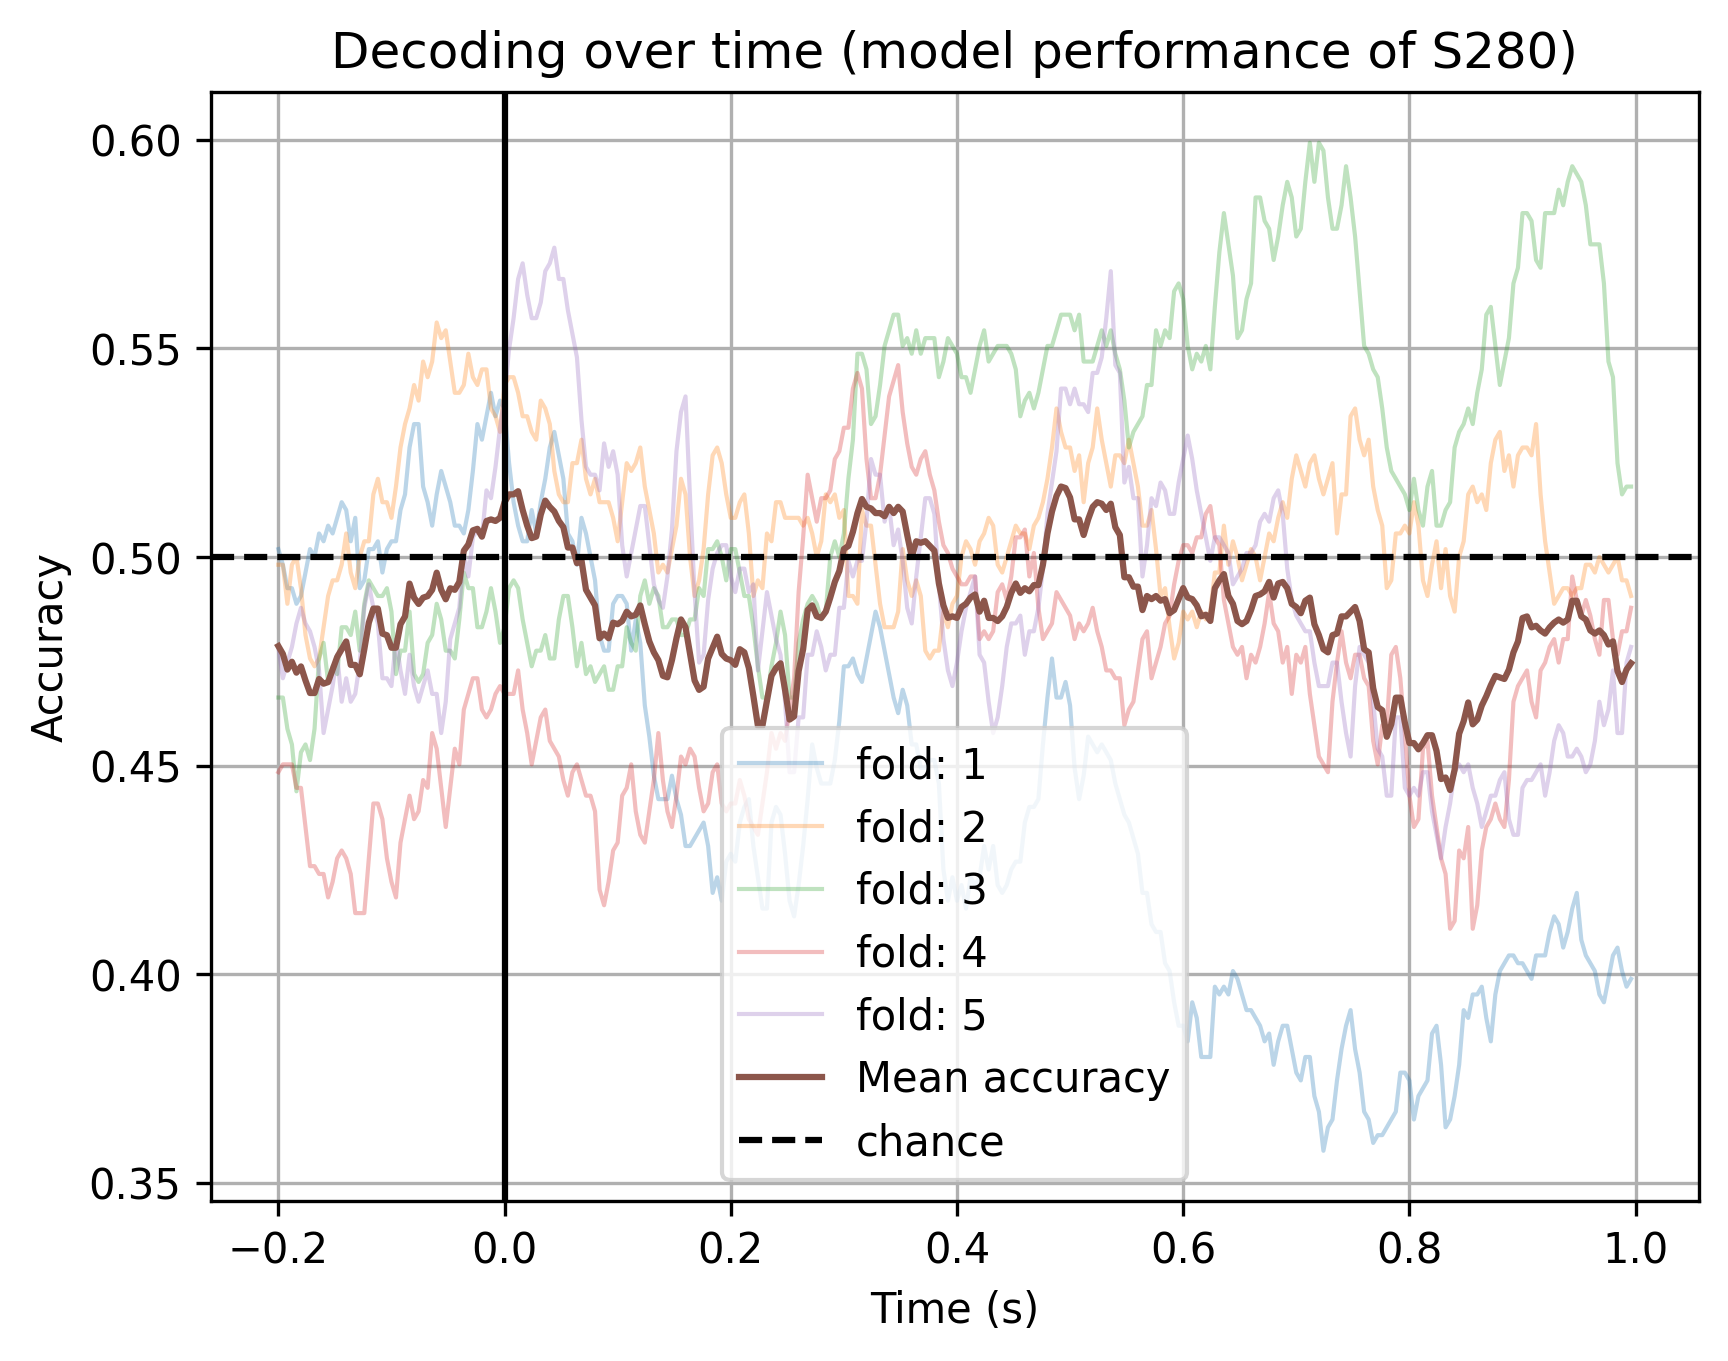 Decoding over time (model performance of S280)
Accuracy
0.60
0.55
0.50
0.45
0.40
0.35
fold: 1
fold: 2
fold: 3
fold: 4
fold: 5
Mean accuracy
chance
−0.2 0.0 0.2 0.4 0.6 0.8 1.0
Time (s)